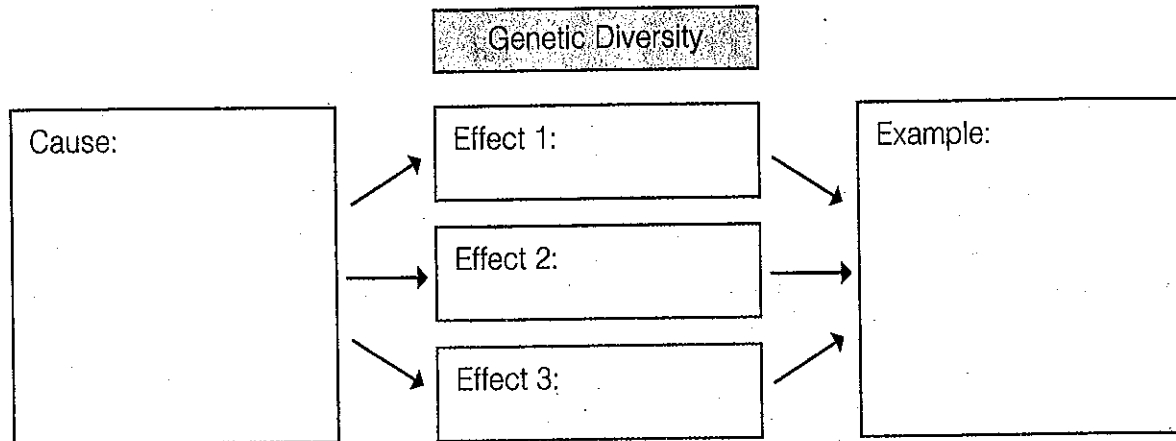 Genetic Diversity
Cause:
Effect 1:
Example:
Effect 2:
Effect 3: